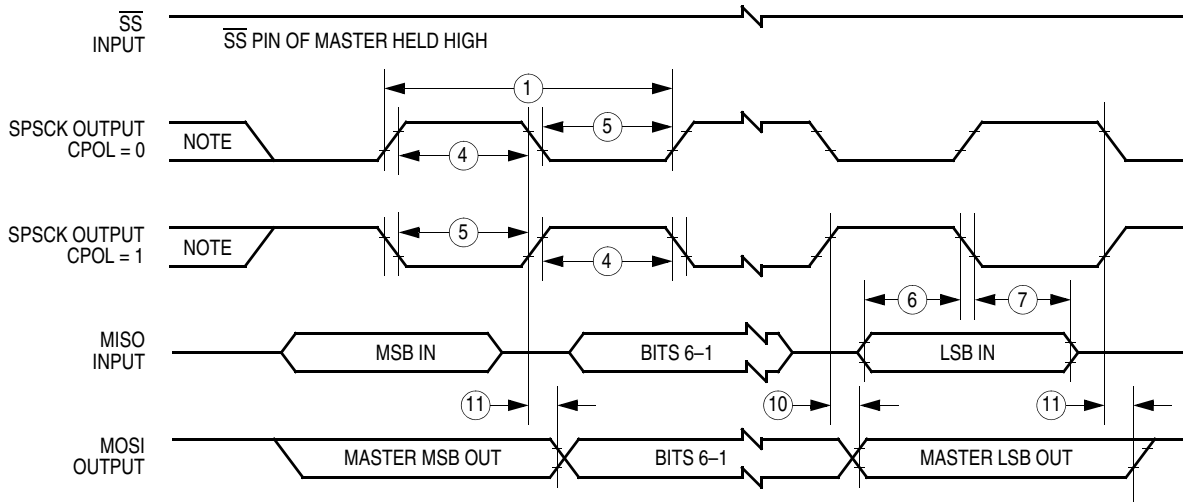 SS
INPUT
SS PIN OF MASTER HELD HIGH
1
SPSCK OUTPUT
CPOL = 0
NOTE
5
4
SPSCK OUTPUT
CPOL = 1
NOTE
5
4
6
7
MISO
INPUT
MSB IN
BITS 6–1
LSB IN
11
10
11
MOSI
OUTPUT
MASTER MSB OUT
BITS 6–1
MASTER LSB OUT